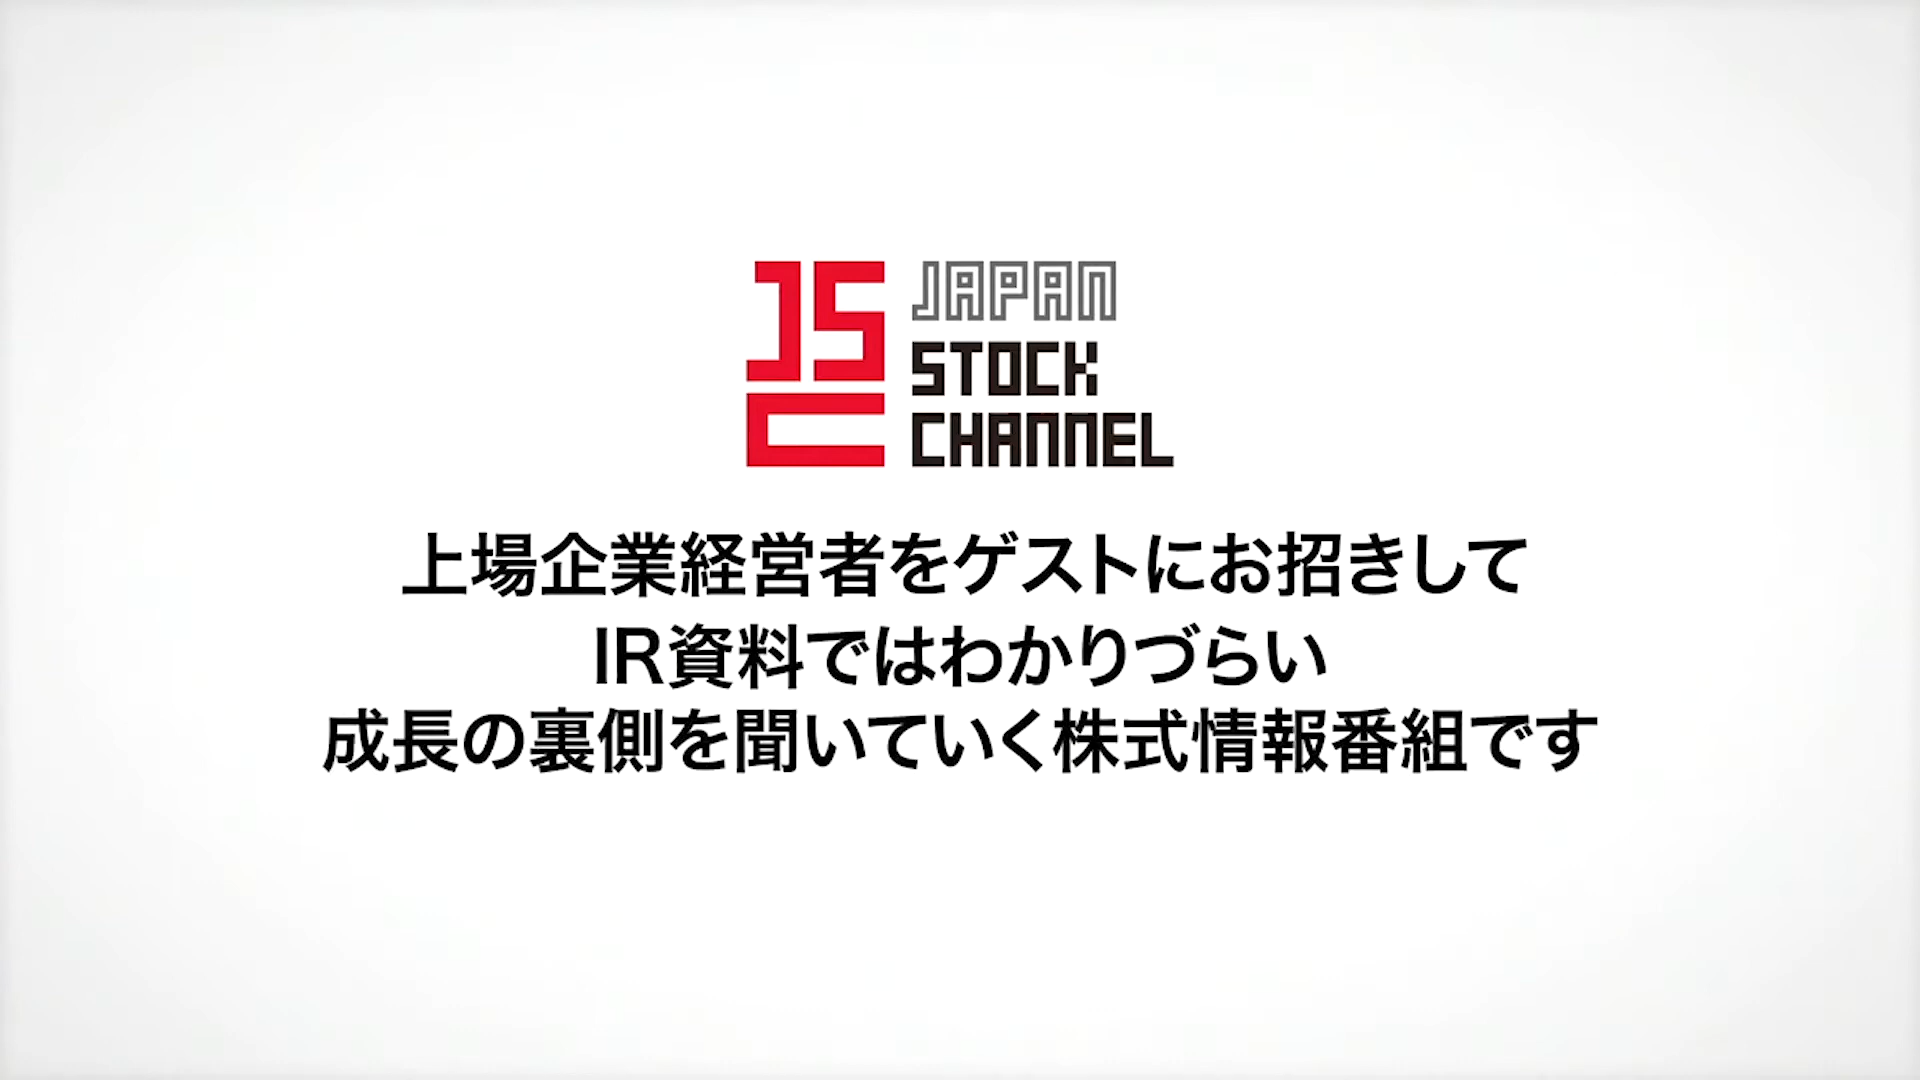 JSC
JAPAN
STOCK
CHANNEL
上場企業経営者をゲストにお招きして
IR資料ではわかりづらい
成長の裏側を聞いていく株式情報番組です